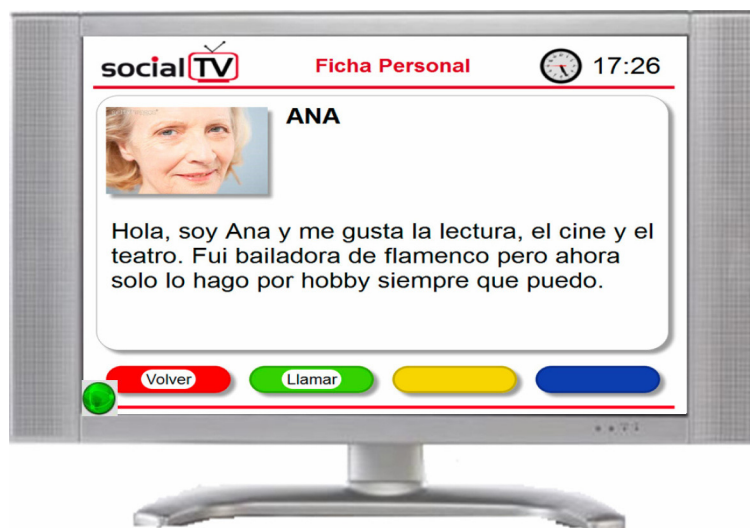 social TV
Ficha Personal
17:26
ANA
Hola, soy Ana y me gusta la lectura, el cine y el
teatro. Fui bailadora de flamenco pero ahora
solo lo hago por hobby siempre que puedo.
Volver
Llamar